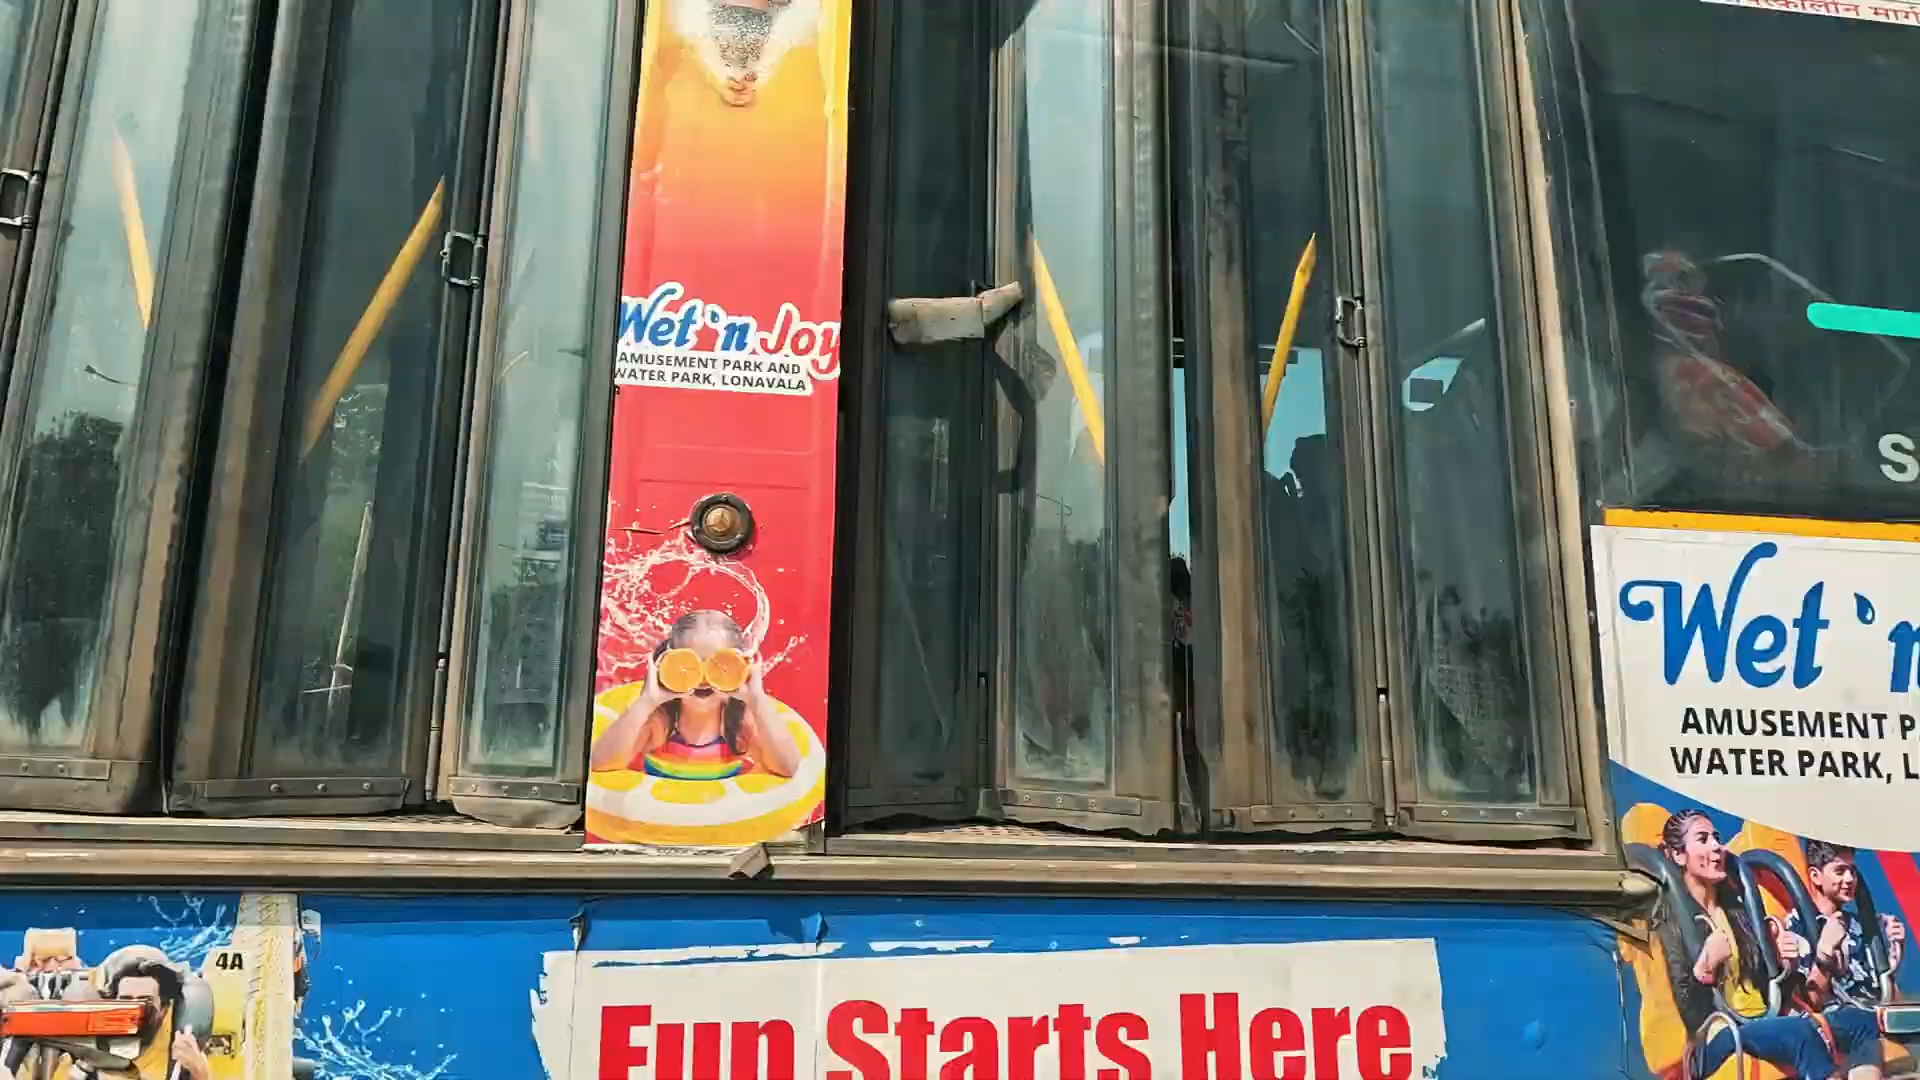 मार्ग
Wet 'n Joy
AMUSEMENT PARK AND
WATER PARK, LONAVALA
S
Wet 'n
AMUSEMENT P
WATER PARK, L
4A
Fun Starts Here